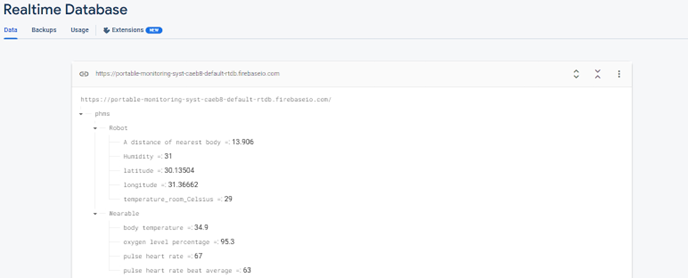 Realtime Database
Data Backups Usage Extensions NEW
https://portable-monitoring-syst-caeb8-default-rtdb.firebaseio.com
https://portable-monitoring-syst-caeb8-default-rtdb.firebaseio.com/
phms
Robot
A distance of nearest body : 13.906
Humidity : 31
latitude : 30.13504
longitude : 31.36662
temperature_room_Celsius : 29
Wearable
body temperature : 34.9
oxygen level percentage : 95.3
pulse heart rate : 67
pulse heart rate beat average : 63